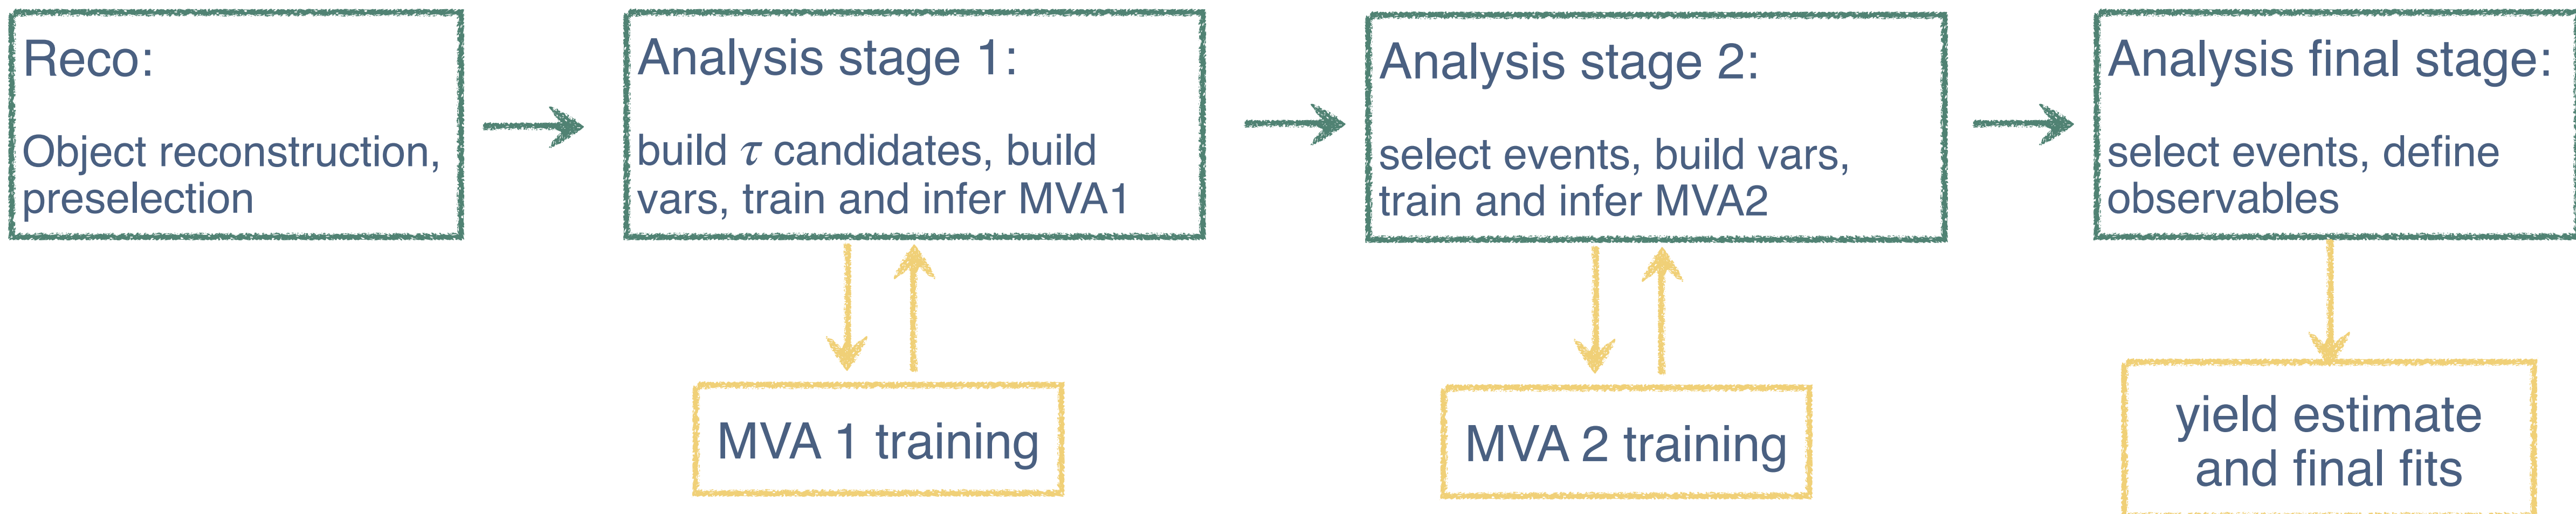 Reco:
Object reconstruction,
preselection
Analysis stage 1:
build τ candidates, build
vars, train and infer MVA1
Analysis stage 2:
select events, build vars,
train and infer MVA2
Analysis final stage:
select events, define
observables
MVA 1 training
MVA 2 training
yield estimate
and final fits